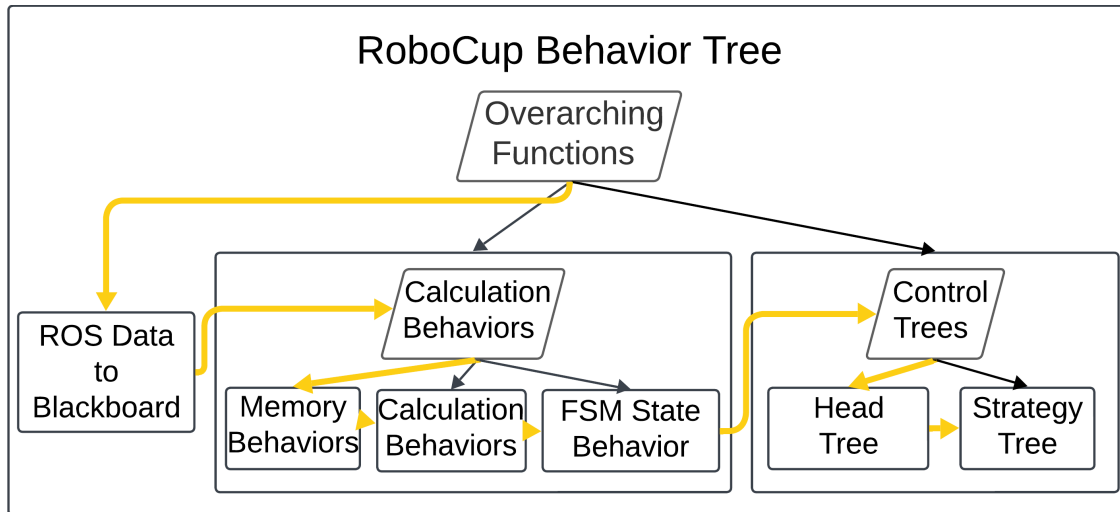 RoboCup Behavior Tree
Overarching
Functions
ROS Data
to
Blackboard
Calculation
Behaviors
Memory
Behaviors
Calculation
Behaviors
FSM State
Behavior
Control
Trees
Head
Tree
Strategy
Tree